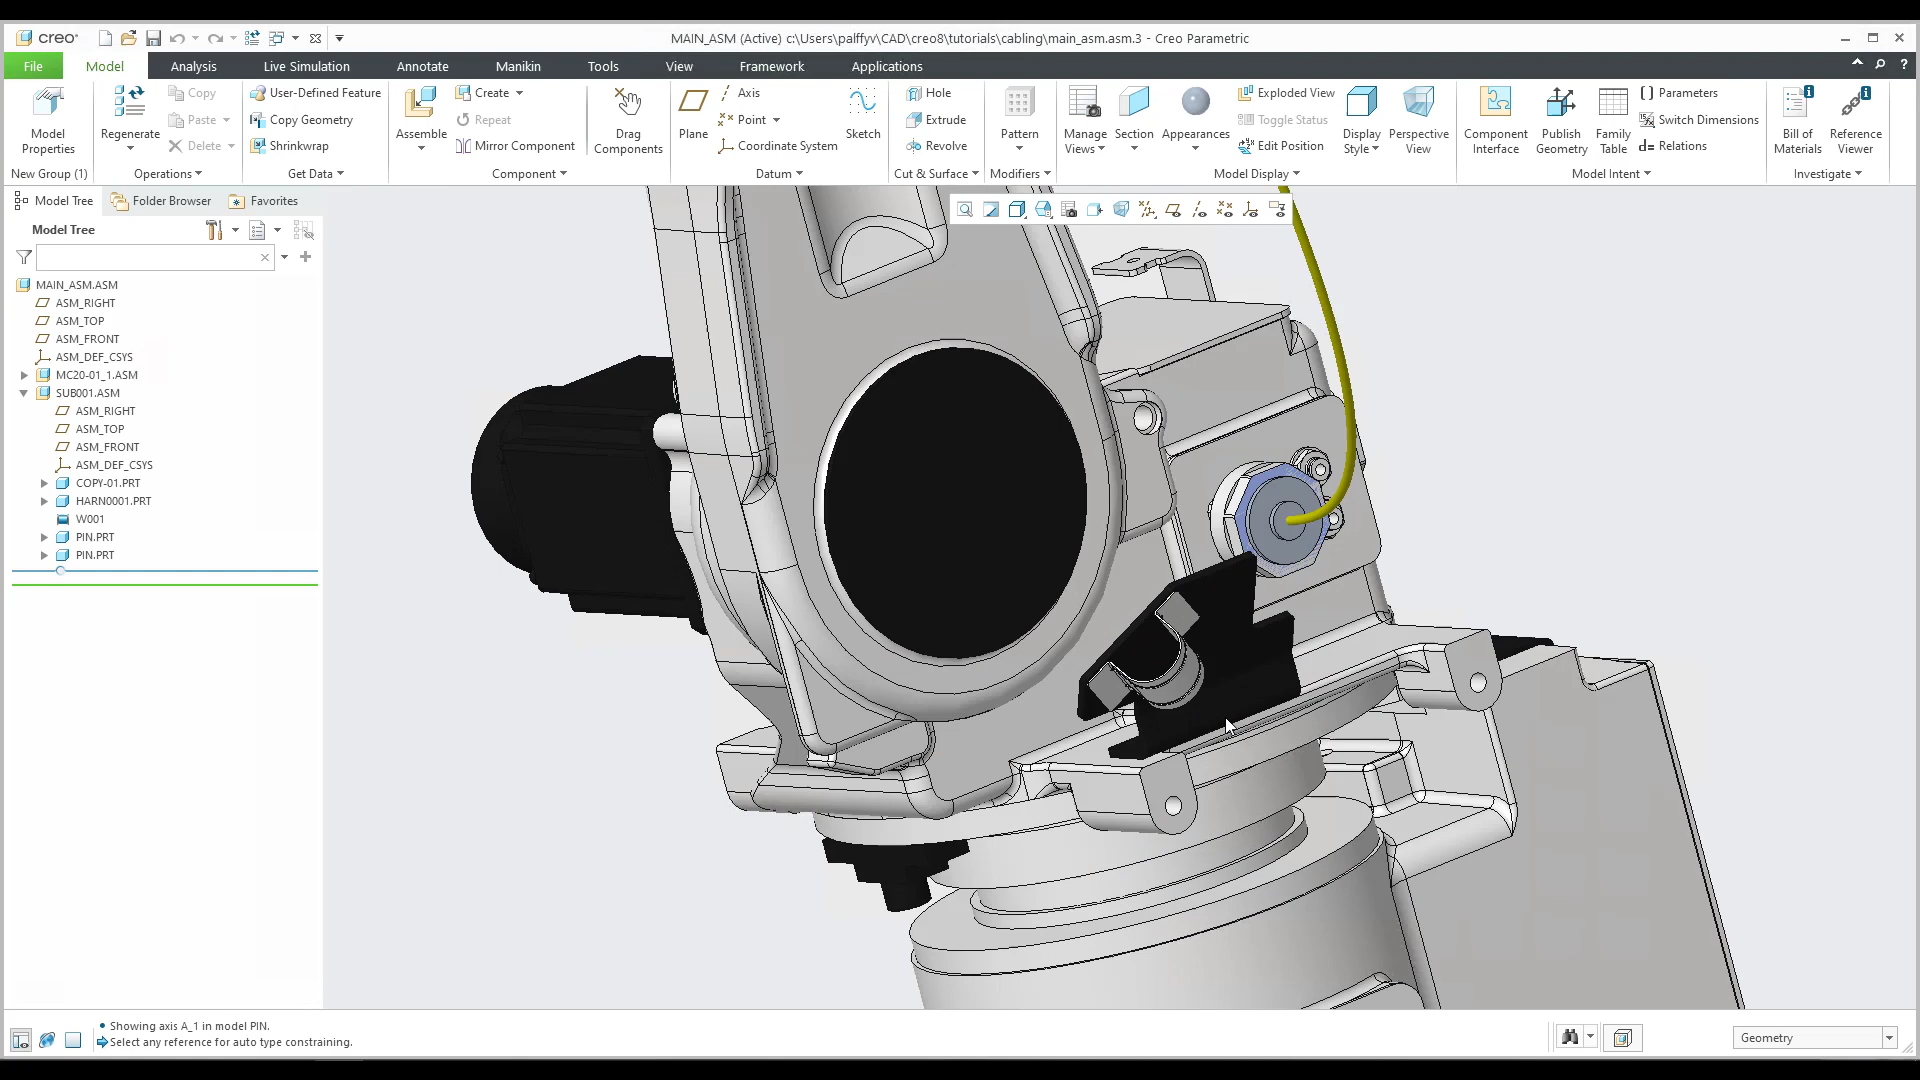 creo
MAIN_ASM (Active) c:\Users\palffyv\CAD\creo8\tutorials\cabling\main_asm.asm.3 - Creo Parametric
File Model Analysis Live Simulation Annotate Manikin Tools View Framework Applications
Model Properties
New Group (1)
Regenerate
Copy
Paste
Delete
Operations
User-Defined Feature
Copy Geometry
Shrinkwrap
Get Data
Assemble
Create
Repeat
Mirror Component
Drag Components
Component
Plane
Axis
Point
Coordinate System
Sketch
Datum
Hole
Extrude
Revolve
Cut & Surface
Pattern
Modifiers
Manage Views
Section
Appearances
Exploded View
Toggle Status
Edit Position
Display Style
Perspective View
Model Display
Component Interface
Publish Geometry
Family Table
[ ] Parameters
Switch Dimensions
d= Relations
Model Intent
Bill of Materials
Reference Viewer
Investigate
Model Tree Folder Browser Favorites
Model Tree
MAIN_ASM.ASM
ASM_RIGHT
ASM_TOP
ASM_FRONT
ASM_DEF_CSYS
MC20-01_1.ASM
SUB001.ASM
ASM_RIGHT
ASM_TOP
ASM_FRONT
ASM_DEF_CSYS
COPY-01.PRT
HARN0001.PRT
W001
PIN.PRT
PIN.PRT
• Showing axis A_1 in model PIN.
Select any reference for auto type constraining.
Geometry